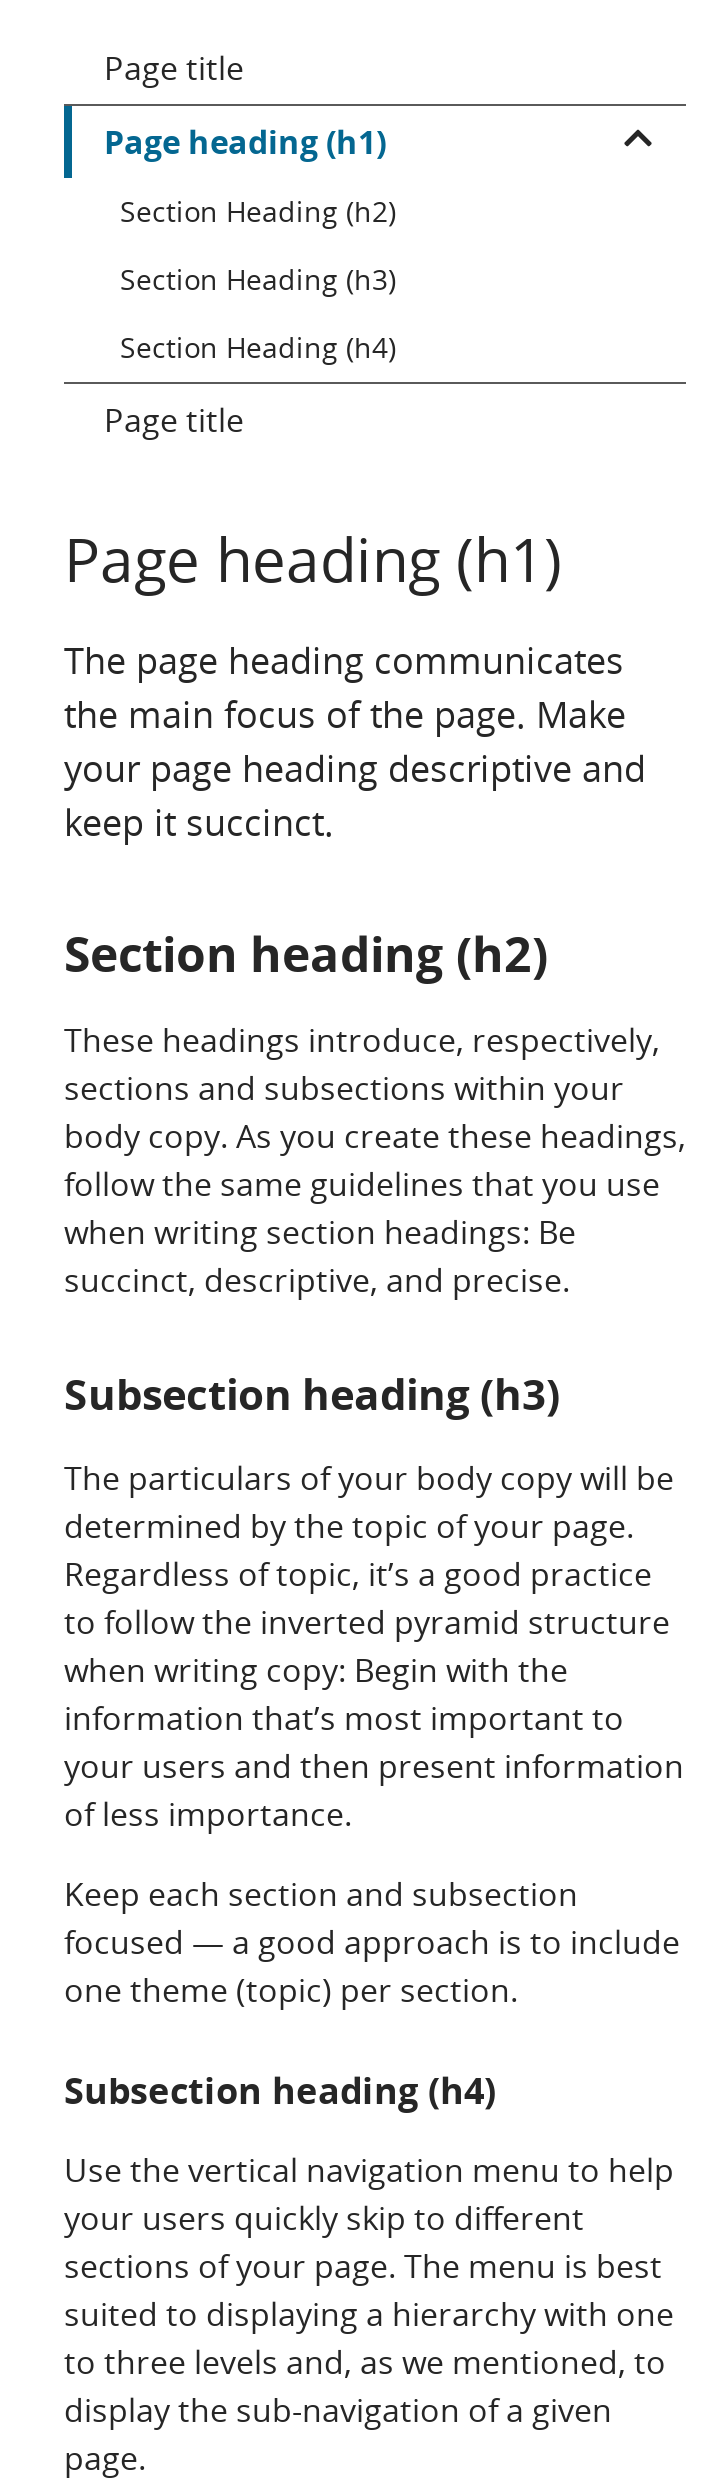 Page title
Page heading (h1)
Section Heading (h2)
Section Heading (h3)
Section Heading (h4)
Page title
Page heading (h1)
The page heading communicates
the main focus of the page. Make
your page heading descriptive and
keep it succinct.
Section heading (h2)
These headings introduce, respectively,
sections and subsections within your
body copy. As you create these headings,
follow the same guidelines that you use
when writing section headings: Be
succinct, descriptive, and precise.
Subsection heading (h3)
The particulars of your body copy will be
determined by the topic of your page.
Regardless of topic, it’s a good practice
to follow the inverted pyramid structure
when writing copy: Begin with the
information that’s most important to
your users and then present information
of less importance.
Keep each section and subsection
focused — a good approach is to include
one theme (topic) per section.
Subsection heading (h4)
Use the vertical navigation menu to help
your users quickly skip to different
sections of your page. The menu is best
suited to displaying a hierarchy with one
to three levels and, as we mentioned, to
display the sub-navigation of a given
page.